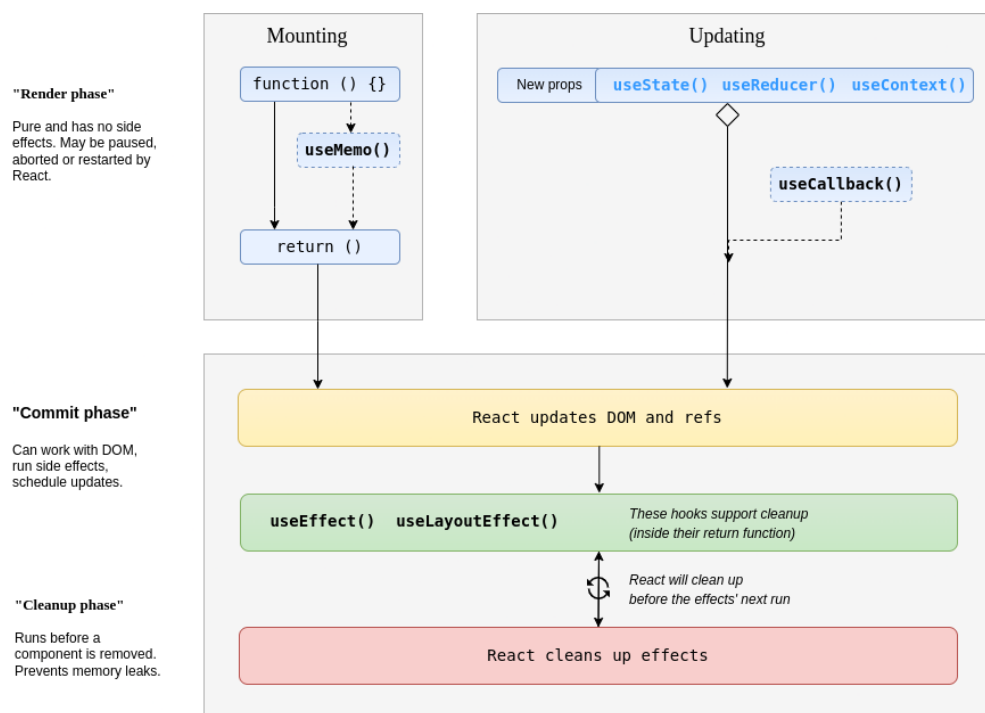 Mounting
Updating
"Render phase"
Pure and has no side
effects. May be paused,
aborted or restarted by
React.
function () {}
useMemo()
return ()
New props
useState() useReducer() useContext()
useCallback()
"Commit phase"
Can work with DOM,
run side effects,
schedule updates.
React updates DOM and refs
useEffect() useLayoutEffect()
These hooks support cleanup
(inside their return function)
React will clean up
before the effects' next run
"Cleanup phase"
Runs before a
component is removed.
Prevents memory leaks.
React cleans up effects